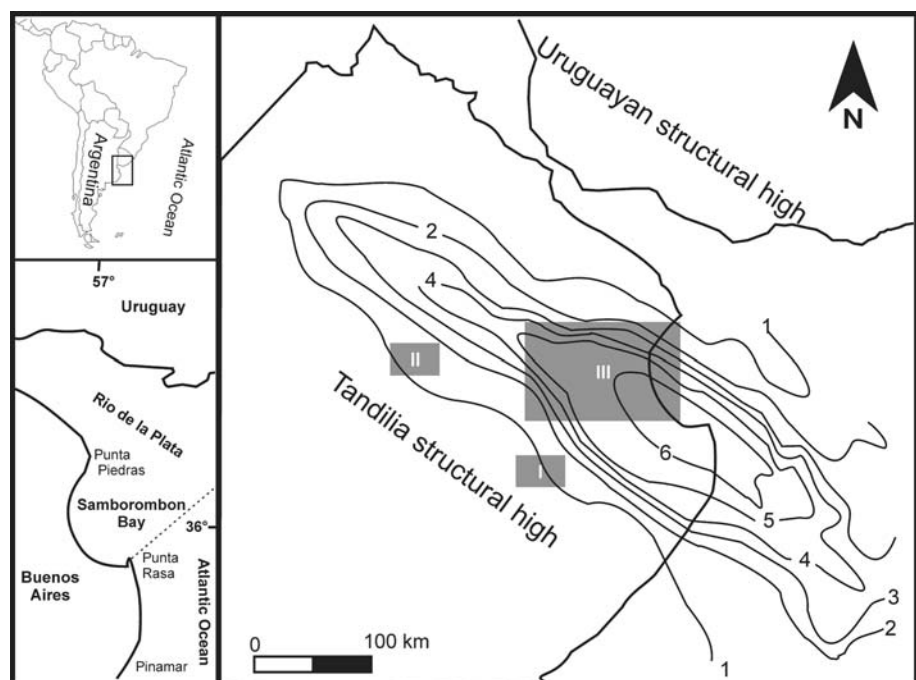 Argentina
Atlantic Ocean
57°
Uruguay
Rio de la Plata
Punta
Piedras
Samborombon
Bay
36°
Punta
Rasa
Buenos
Aires
Atlantic Ocean
Pinamar
Uruguayan structural high
N
2
4
1
II
III
Tandilia structural high
I
6
5
4
3
2
1
0
100 km